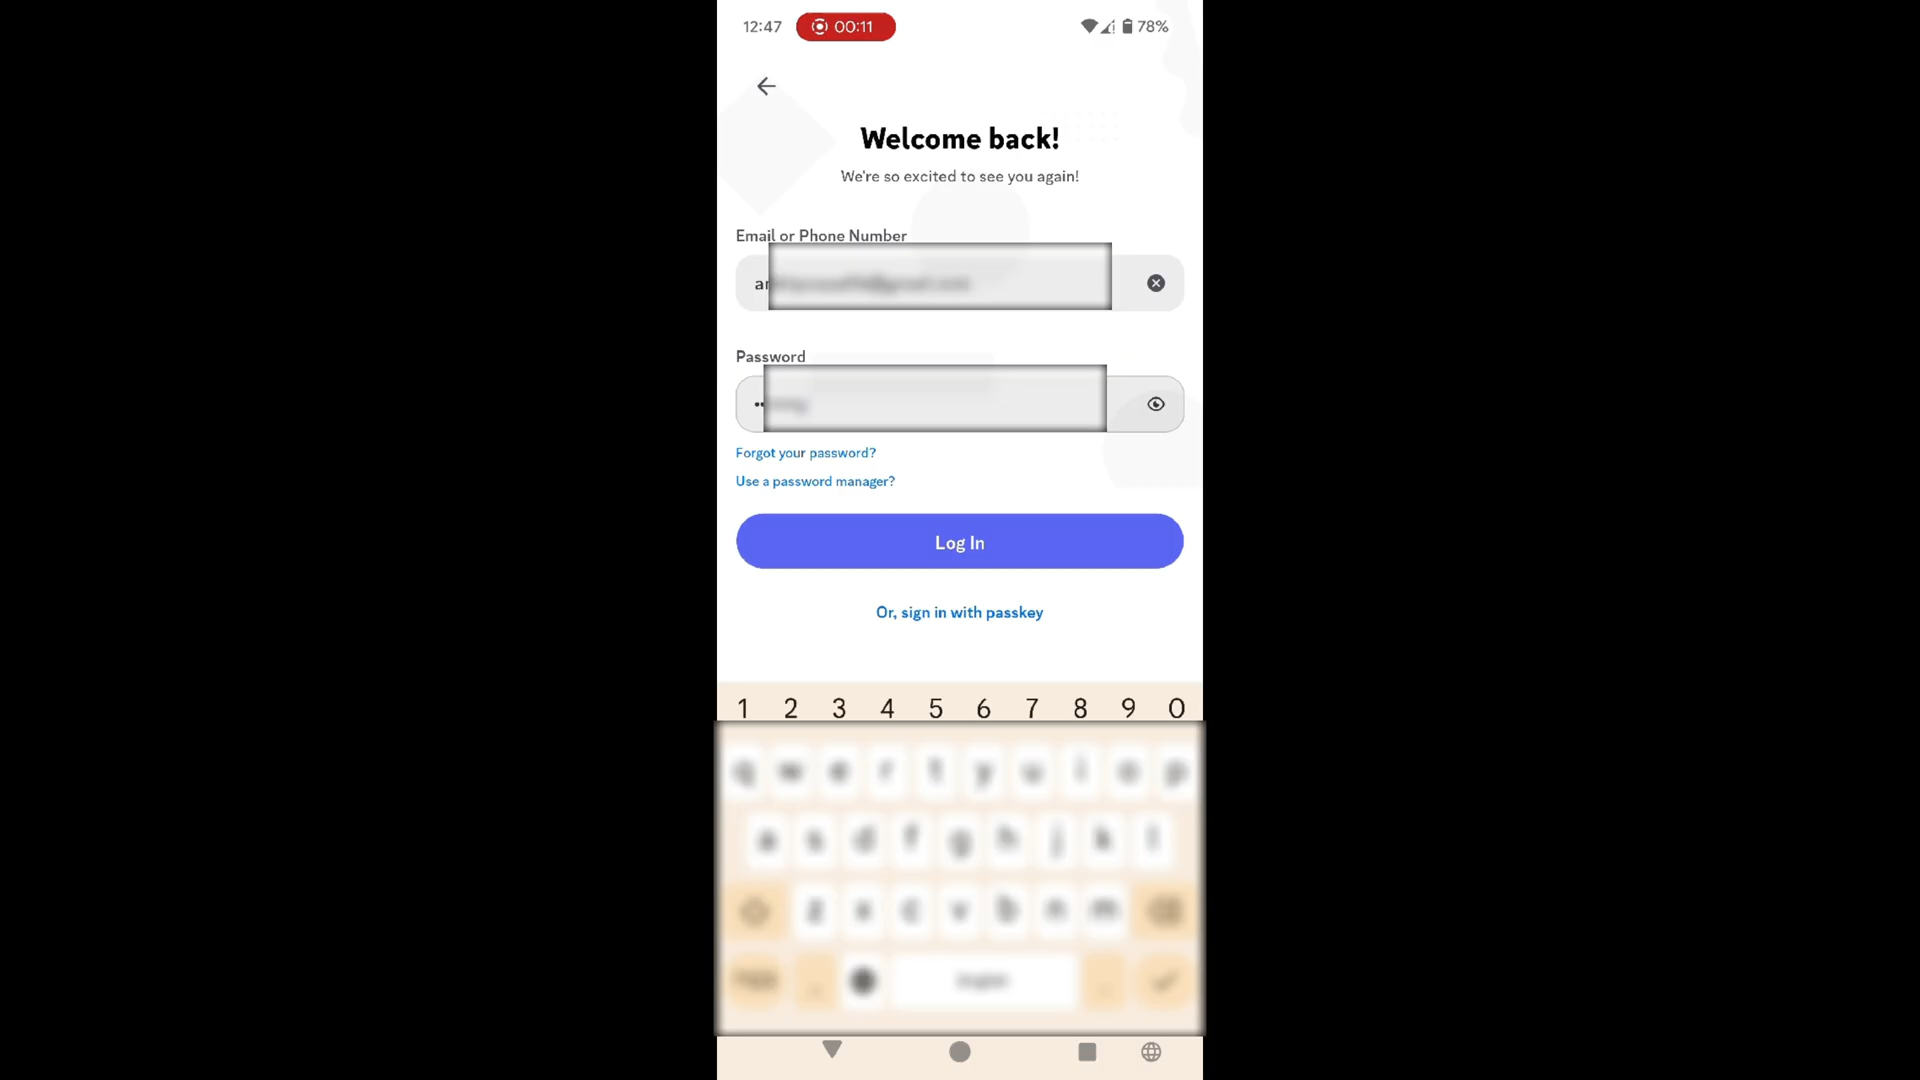 12:47 00:11 78%
Welcome back!
We're so excited to see you again!
Email or Phone Number
Password
••
Forgot your password?
Use a password manager?
Log In
Or, sign in with passkey
1 2 3 4 5 6 7 8 9 0
q w e r t y u i o p
a s d f g h j k l
z x c v b n m